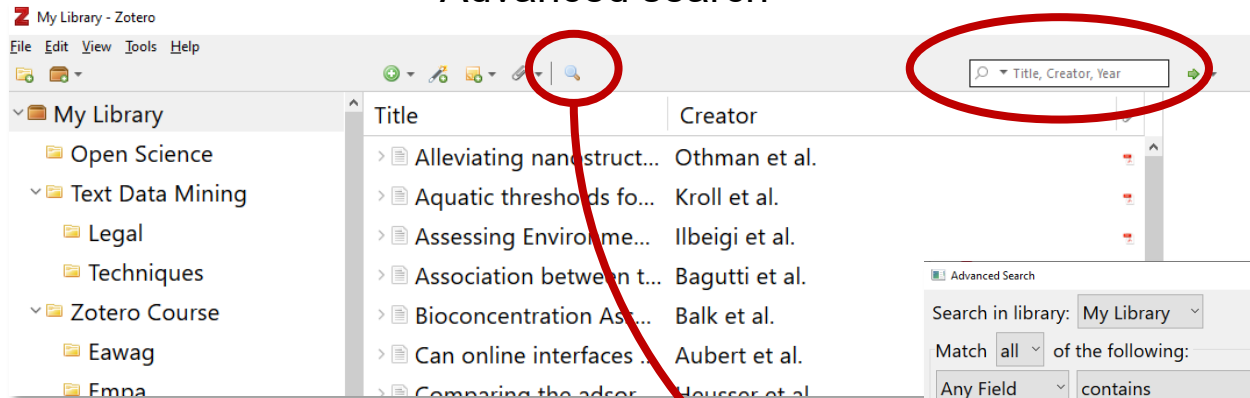 My Library - Zotero
File Edit View Tools Help
Title, Creator, Year
My Library
Open Science
Text Data Mining
Legal
Techniques
Zotero Course
Eawag
Empa
Title Creator
Alleviating nanostruct... Othman et al.
Aquatic thresholds fo... Kroll et al.
Assessing Environme... Ilbeigi et al.
Association between t... Bagutti et al.
Bioconcentration Ass... Balk et al.
Can online interfaces ... Aubert et al.
Comparing the adsor Heusser et al
Advanced Search
Search in library: My Library
Match all of the following:
Any Field contains